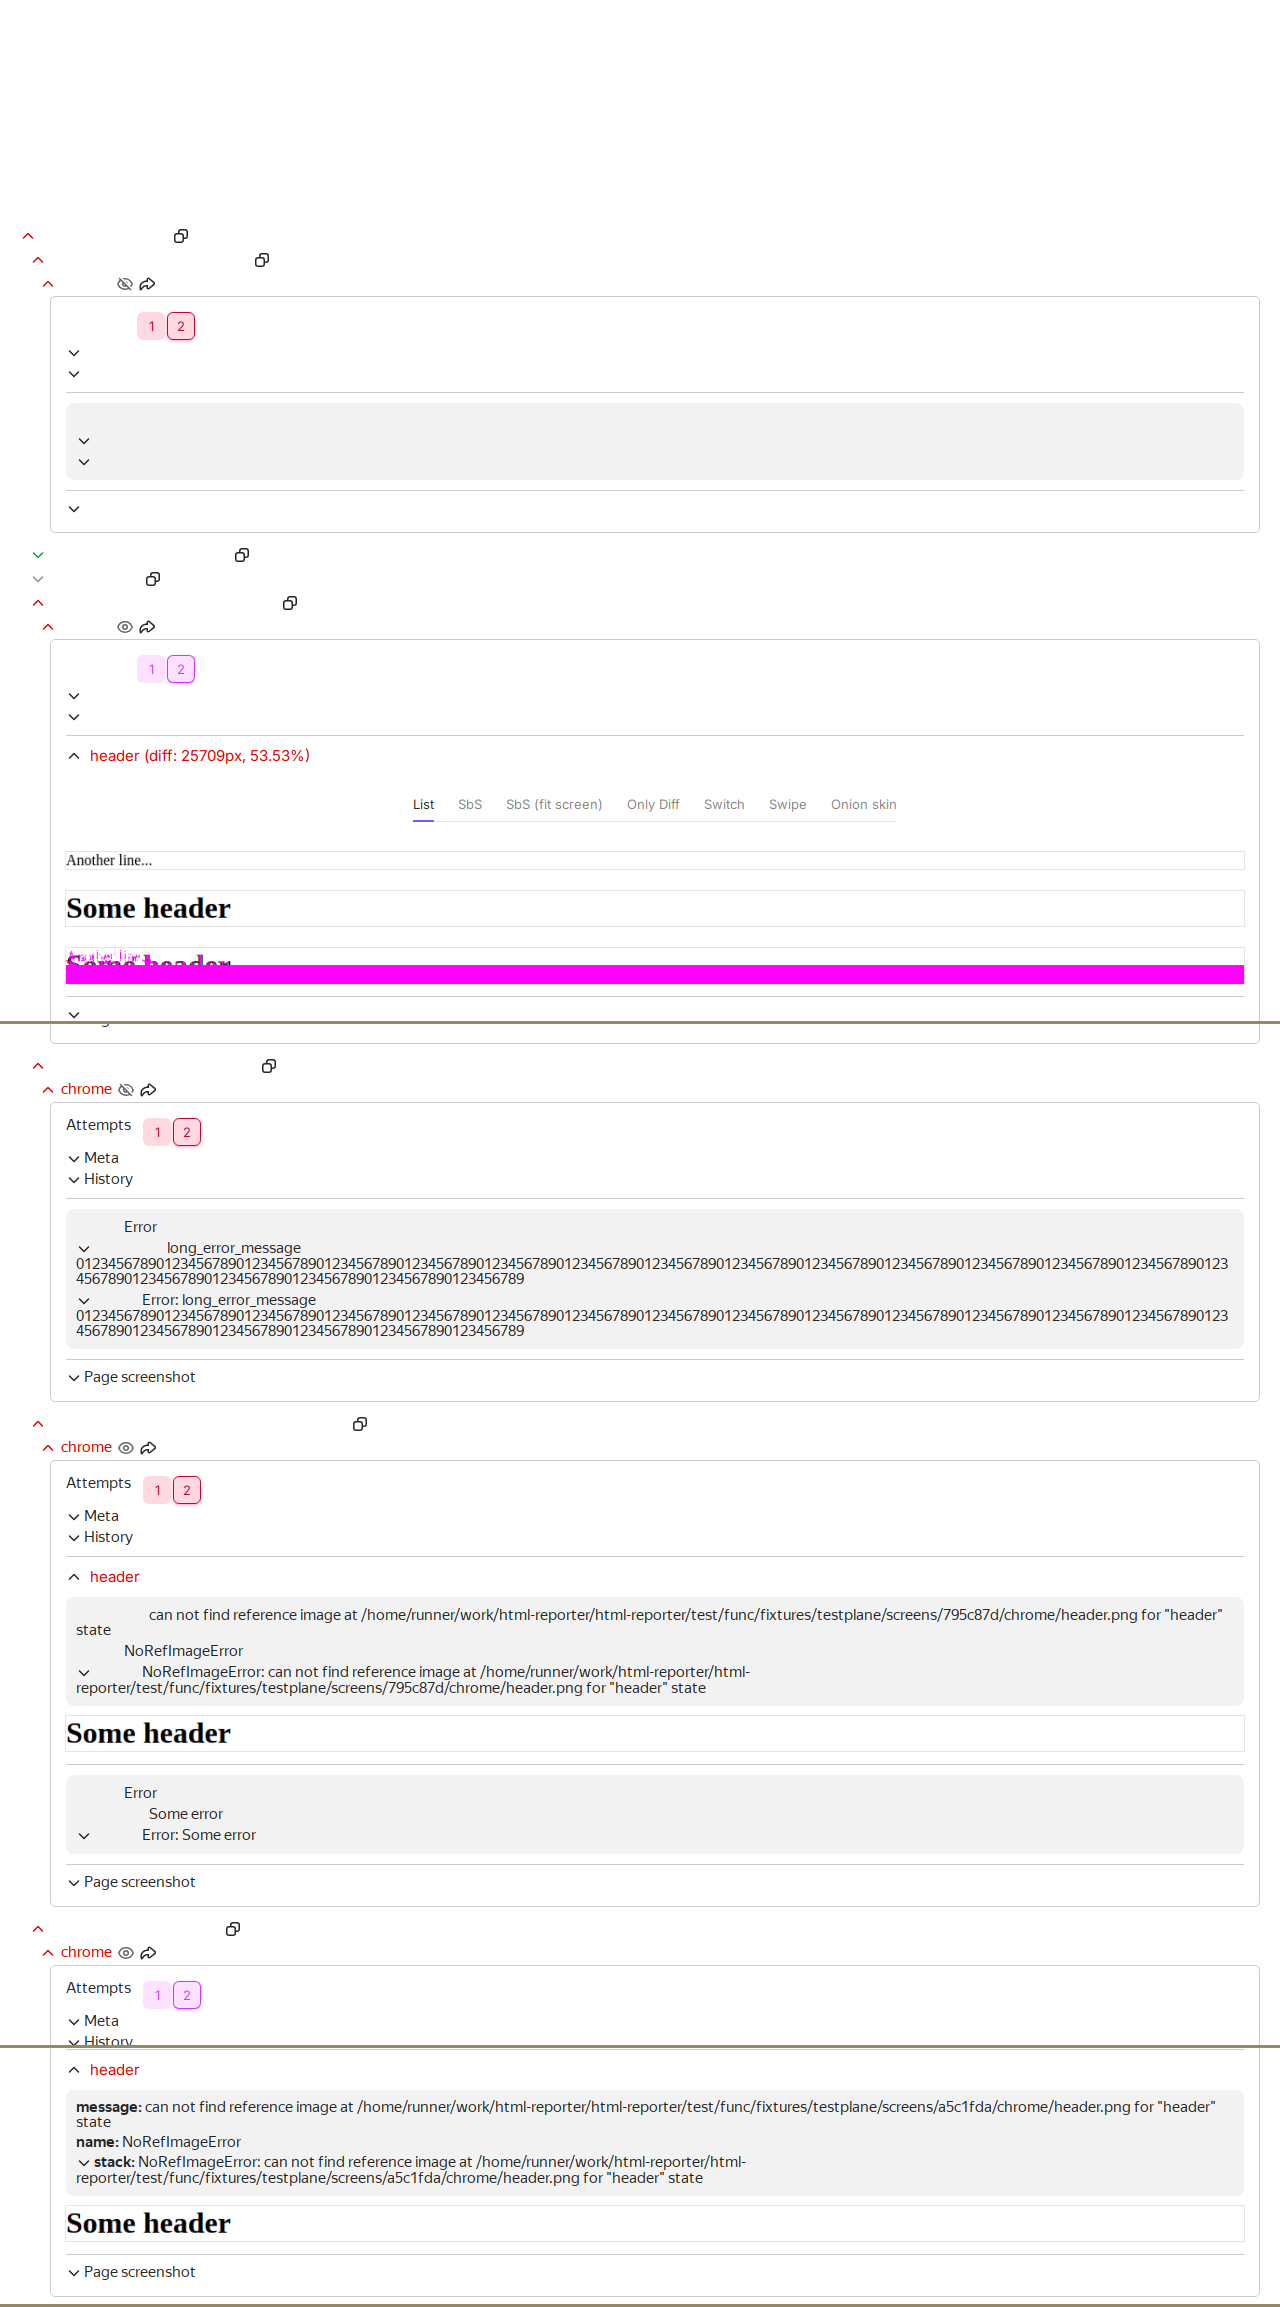 1 2
1 2
header (diff: 25709px, 53.53%)
List SbS SbS (fit screen) Only Diff Switch Swipe Onion skin
Another line...
Some header
chrome
Attempts 1 2
Meta
History
Error
long_error_message
012345678901234567890123456789012345678901234567890123456789012345678901234567890123456789012345678901234567890123456789012345678901234567890123
45678901234567890123456789012345678901234567890123456789
Error: long_error_message
012345678901234567890123456789012345678901234567890123456789012345678901234567890123456789012345678901234567890123456789012345678901234567890123
45678901234567890123456789012345678901234567890123456789
Page screenshot
chrome
Attempts 1 2
Meta
History
header
can not find reference image at /home/runner/work/html-reporter/html-reporter/test/func/fixtures/testplane/screens/795c87d/chrome/header.png for "header"
state
NoRefImageError
NoRefImageError: can not find reference image at /home/runner/work/html-reporter/html-
reporter/test/func/fixtures/testplane/screens/795c87d/chrome/header.png for "header" state
Some header
Error
Some error
Error: Some error
Page screenshot
chrome
Attempts 1 2
Meta
History
header
message: can not find reference image at /home/runner/work/html-reporter/html-reporter/test/func/fixtures/testplane/screens/a5c1fda/chrome/header.png for "header"
state
name: NoRefImageError
stack: NoRefImageError: can not find reference image at /home/runner/work/html-reporter/html-
reporter/test/func/fixtures/testplane/screens/a5c1fda/chrome/header.png for "header" state
Some header
Page screenshot